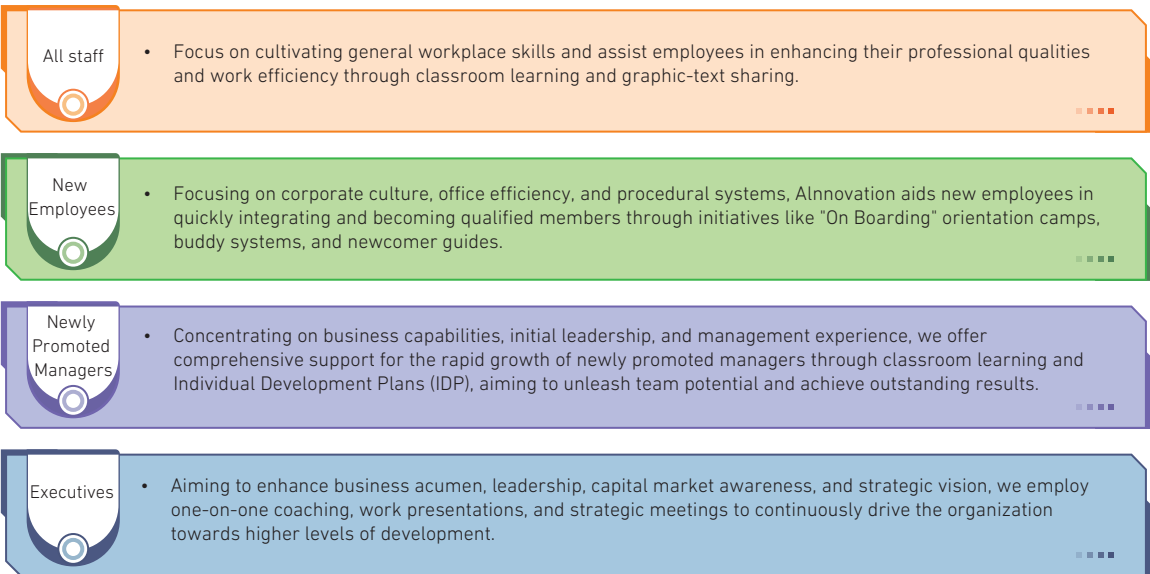 All staff
• Focus on cultivating general workplace skills and assist employees in enhancing their professional qualities
and work efficiency through classroom learning and graphic-text sharing.
New
Employees
• Focusing on corporate culture, office efficiency, and procedural systems, AInnovation aids new employees in
quickly integrating and becoming qualified members through initiatives like "On Boarding" orientation camps,
buddy systems, and newcomer guides.
Newly
Promoted
Managers
• Concentrating on business capabilities, initial leadership, and management experience, we offer
comprehensive support for the rapid growth of newly promoted managers through classroom learning and
Individual Development Plans (IDP), aiming to unleash team potential and achieve outstanding results.
Executives
• Aiming to enhance business acumen, leadership, capital market awareness, and strategic vision, we employ
one-on-one coaching, work presentations, and strategic meetings to continuously drive the organization
towards higher levels of development.